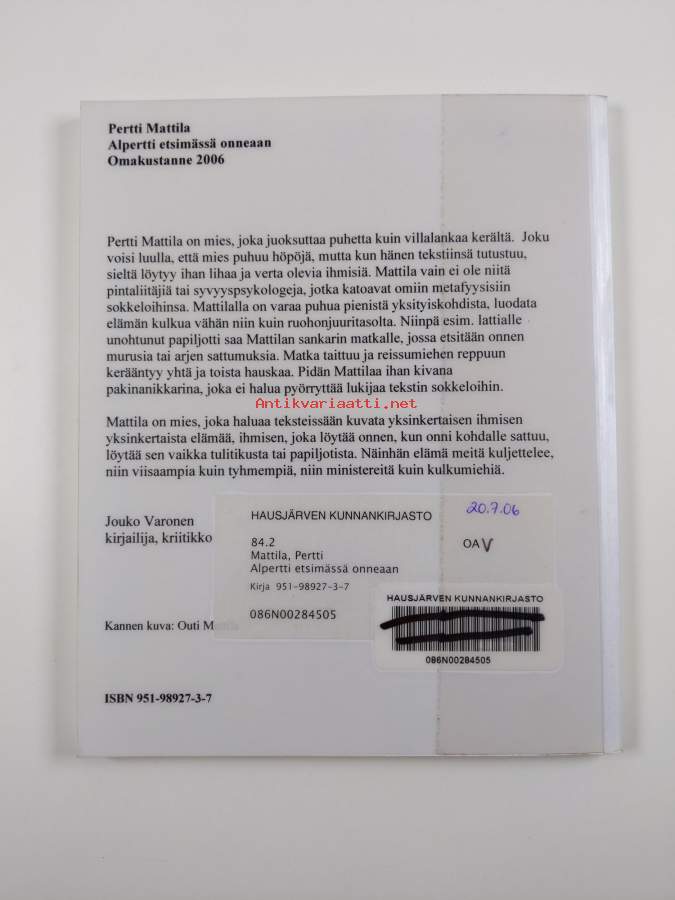 Pertti Mattila
Alpertti etsimässä onneaan
Omakustanne 2006
Pertti Mattila on mies, joka juoksuttaa puhetta kuin villalankaa kerältä. Joku
voisi luulla, että mies puhuu höpöjä, mutta kun hänen tekstiinsä tutustuu,
sieltä löytyy ihan lihaa ja verta olevia ihmisiä. Mattila vain ei ole niitä
pintaliitäjiä tai syvyyspsykologeja, jotka katoavat omiin metafyysisiin
sokkeloihinsa. Mattilalla on varaa puhua pienistä yksityiskohdista, luodata
elämän kulkua vähän niin kuin ruohonjuuritasolta. Niinpä esim. lattialle
unohtunut papiljotti saa Mattilan sankarin matkalle, jossa etsitään onnen
murusia tai arjen sattumuksia. Matka taittuu ja reissumiehen reppuun
kerääntyy yhtä ja toista hauskaa. Pidän Mattilaa ihan kivana
pakinanikkarina, joka ei halua pyörryttää lukijaa tekstin sokkeloihin.
Antikvariaatti.net
Mattila on mies, joka haluaa teksteissään kuvata yksinkertaisen ihmisen
yksinkertaista elämää, ihmisen, joka löytää onnen, kun onni kohdalle sattuu,
löytää sen vaikka tulitikusta tai papiljotista. Näinhän elämä meitä kuljettelee,
niin viisaampia kuin tyhmempiä, niin ministereitä kuin kulkumiehiä.
Jouko Varonen
kirjailija, kriitikko
HAUSJÄRVEN KUNNANKIRJASTO
20.7.06
84.2
OA V
Mattila, Pertti
Alpertti etsimässä onneaan
Kirja 951-98927-3-7
086N00284505
HAUSJÄRVEN KUNNANKIRJASTO
086N00284505
Kannen kuva: Outi
ISBN 951-98927-3-7